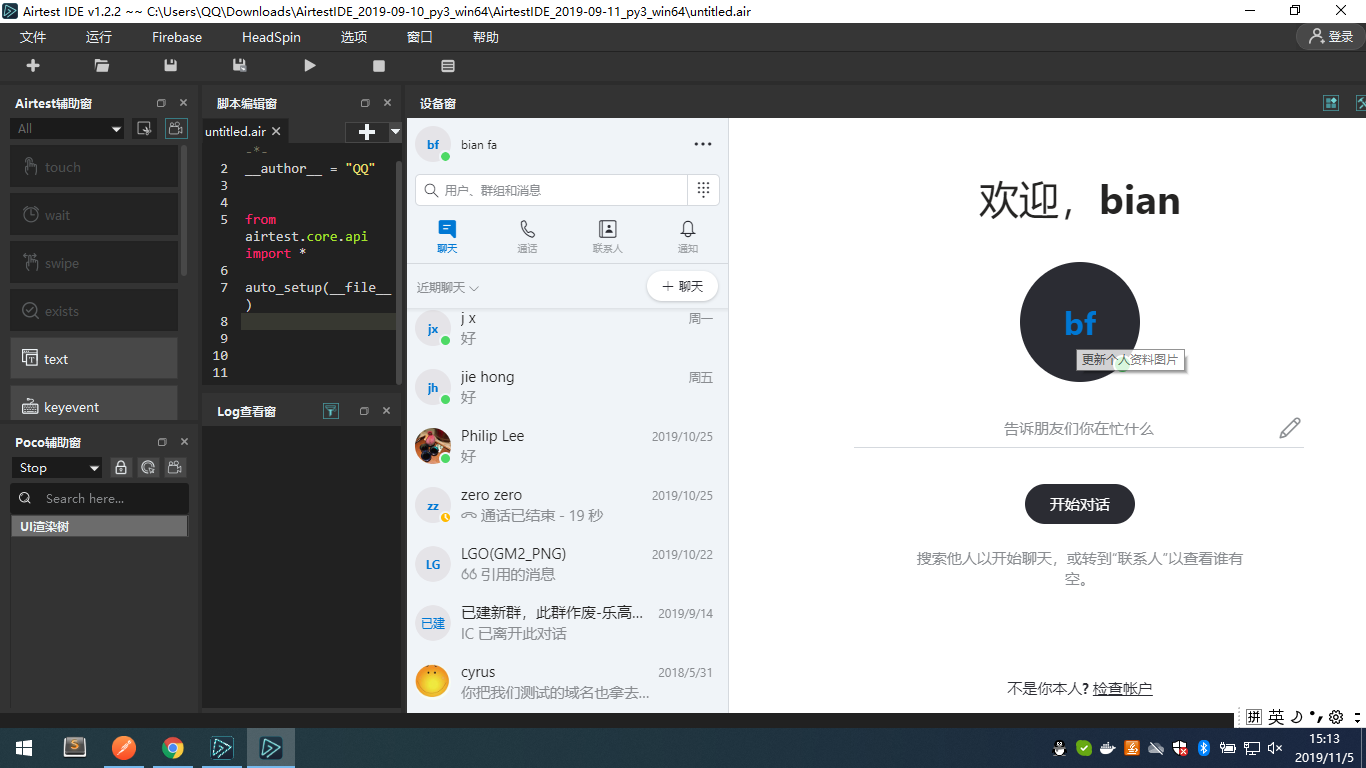 Airtest IDE v1.2.2 ~~ C:\Users\QQ\Downloads\AirtestIDE_2019-09-10_py3_win64\AirtestIDE_2019-09-11_py3_win64\untitled.air
文件 运行 Firebase HeadSpin 选项 窗口 帮助 登录
Airtest辅助窗
All
touch
wait
swipe
exists
text
keyevent
Poco辅助窗
Stop
Search here...
UI渲染树
脚本编辑窗
untitled.air
-*-
2 __author__ = "QQ"
3
4
5 from
airtest.core.api
import *
6
7 auto_setup(__file__
)
8
9
10
11
Log查看窗
设备窗
bf bian fa
用户、群组和消息
聊天 通话 联系人 通知
近期聊天 聊天
jx j x 周一
好
jh jie hong 周五
好
Philip Lee 2019/10/25
好
zz zero zero 2019/10/25
通话已结束 - 19 秒
LG LGO(GM2_PNG) 2019/10/22
66 引用的消息
已建 已建新群，此群作废-乐高... 2019/9/14
IC 已离开此对话
cyrus 2018/5/31
你把我们测试的域名也拿去...
欢迎，bian
bf
更新个人资料图片
告诉朋友们你在忙什么
开始对话
搜索他人以开始聊天，或转到“联系人”以查看谁有
空。
不是你本人? 检查帐户
拼 英
15:13
2019/11/5